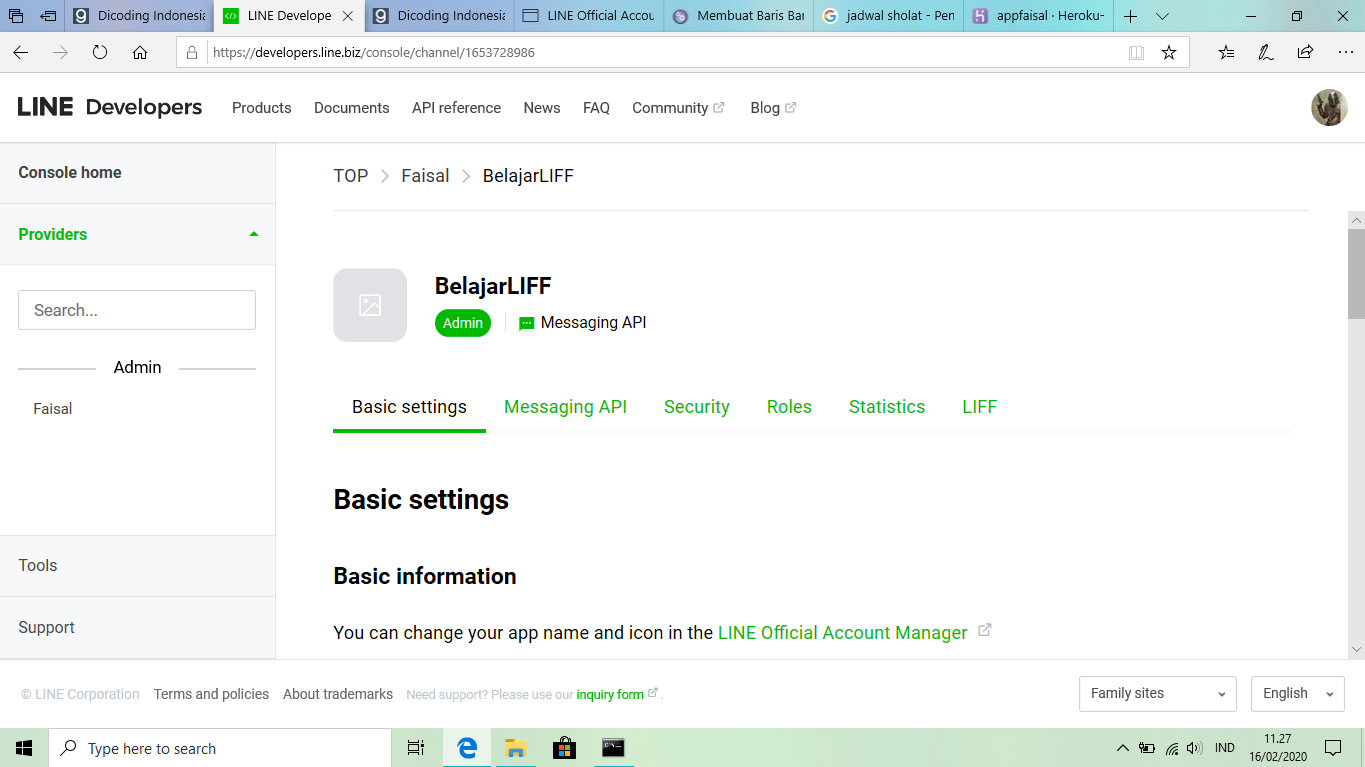 Dicoding Indonesia
LINE Develope
Dicoding Indonesia
LINE Official Accou
Membuat Baris Bar
jadwal sholat - Pen
appfaisal · Heroku-
https://developers.line.biz/console/channel/1653728986
LINE Developers
Products
Documents
API reference
News
FAQ
Community
Blog
Console home
Providers
Search...
Admin
Faisal
Tools
Support
TOP > Faisal > BelajarLIFF
BelajarLIFF
Admin
Messaging API
Basic settings
Messaging API
Security
Roles
Statistics
LIFF
Basic settings
Basic information
You can change your app name and icon in the LINE Official Account Manager
© LINE Corporation
Terms and policies
About trademarks
Need support? Please use our inquiry form .
Family sites
English
Type here to search
IND
11.27
16/02/2020